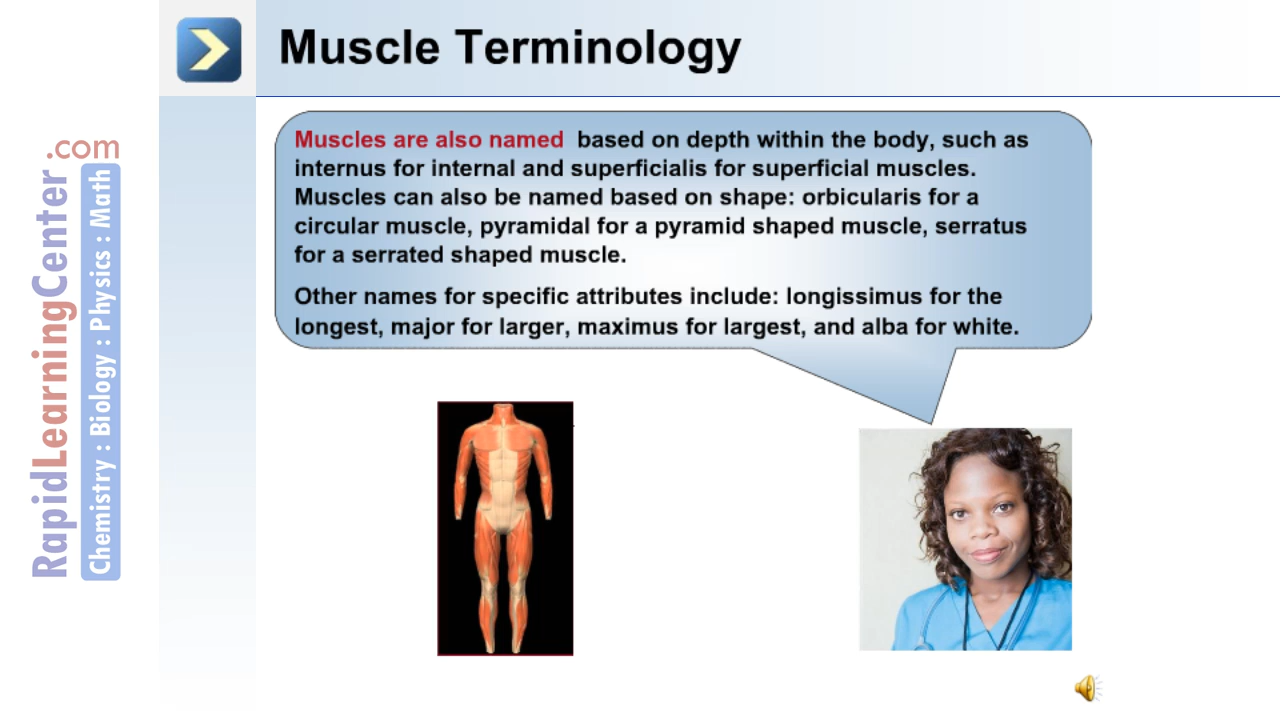 Muscle Terminology
Muscles are also named based on depth within the body, such as
internus for internal and superficialis for superficial muscles.
Muscles can also be named based on shape: orbicularis for a
circular muscle, pyramidal for a pyramid shaped muscle, serratus
for a serrated shaped muscle.
Other names for specific attributes include: longissimus for the
longest, major for larger, maximus for largest, and alba for white.
RapidLearningCenter.com
Chemistry : Biology : Physics : Math